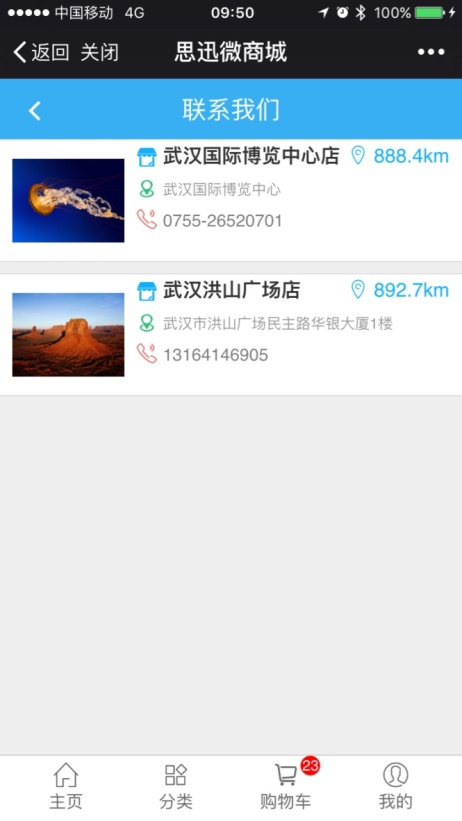 中国移动 4G 09:50 100%
返回 关闭 思迅微商城
联系我们
武汉国际博览中心店 888.4km
武汉国际博览中心
0755-26520701
武汉洪山广场店 892.7km
武汉市洪山广场民主路华银大厦1楼
13164146905
23
主页 分类 购物车 我的